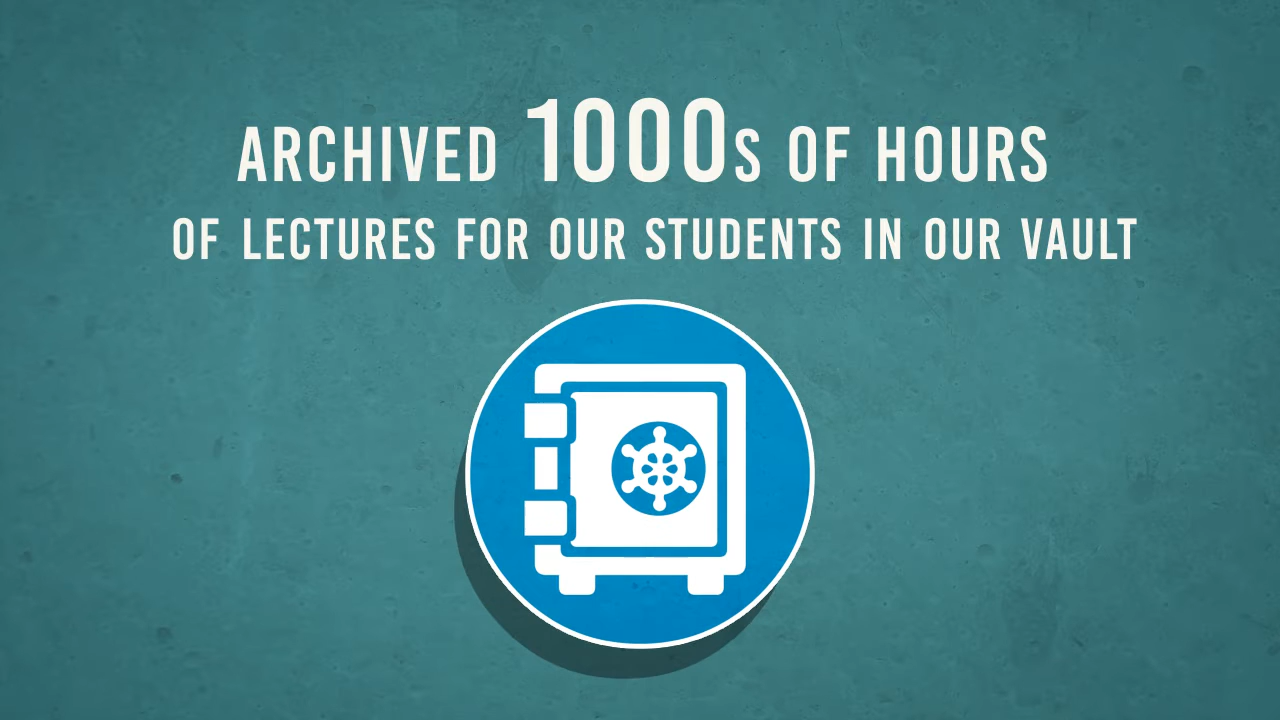 ARCHIVED 1000s OF HOURS
OF LECTURES FOR OUR STUDENTS IN OUR VAULT